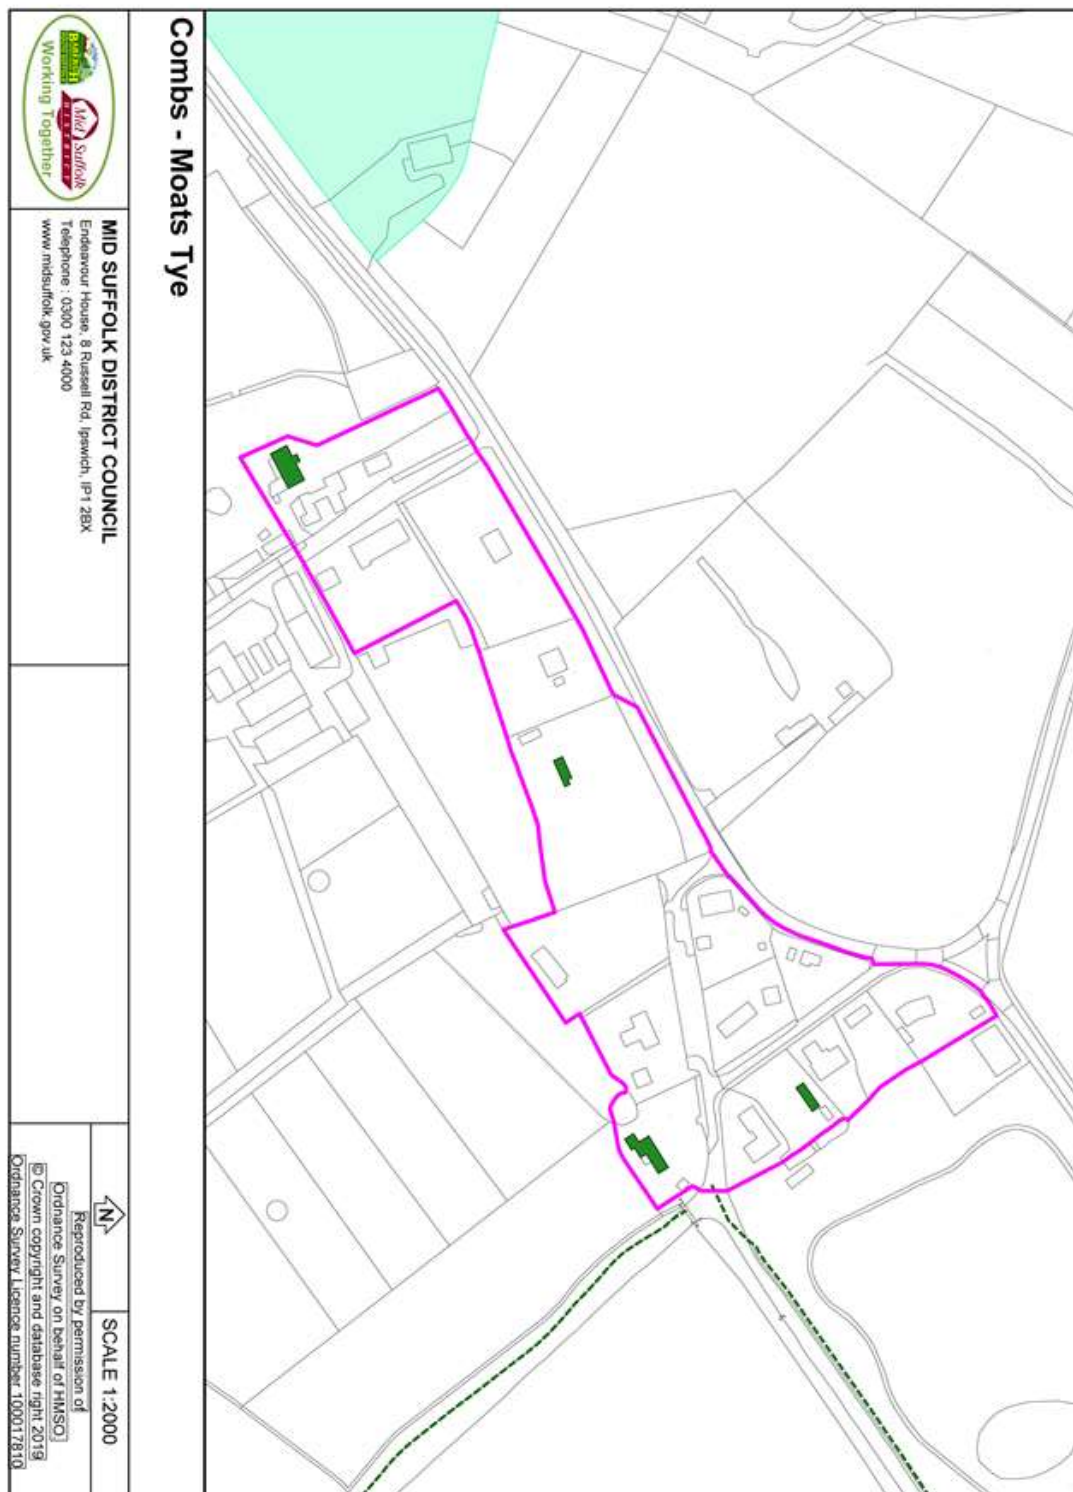 Combs - Moats Tye
BABERGH
Mid Suffolk
DISTRICT
Working Together
MID SUFFOLK DISTRICT COUNCIL
Endeavour House, 8 Russell Rd, Ipswich, IP1 2BX
Telephone : 0300 123 4000
www.midsuffolk.gov.uk
N
SCALE 1:2000
Reproduced by permission of
Ordnance Survey on behalf of HMSO
© Crown copyright and database right 2019
Ordnance Survey Licence number 100017810